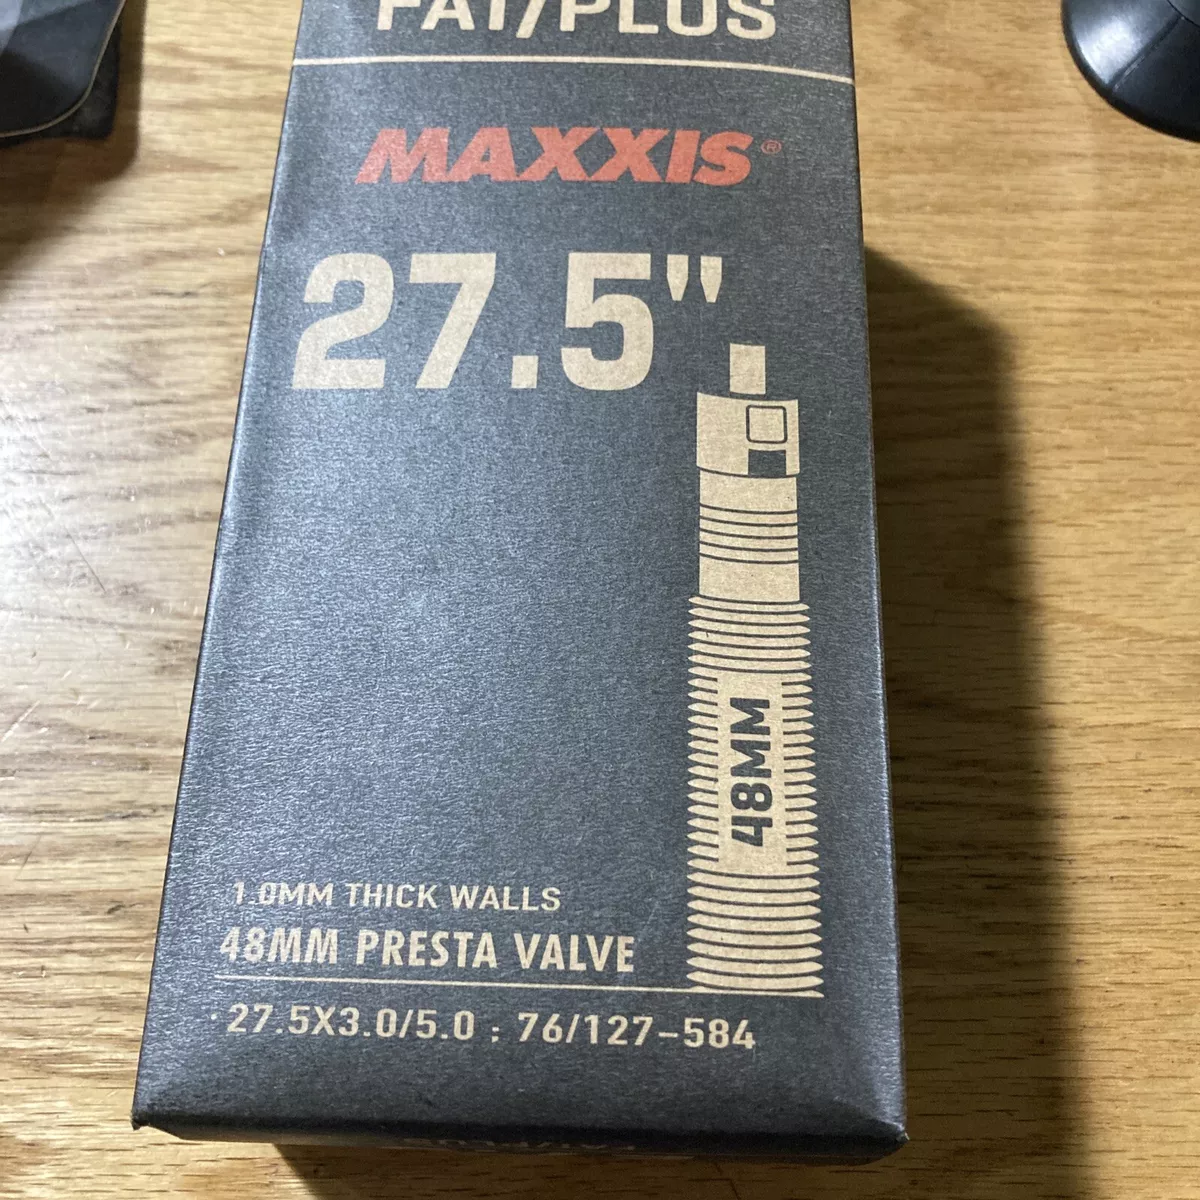 FAT/PLUS
MAXXIS®
27.5"
48MM
1.0MM THICK WALLS
48MM PRESTA VALVE
27.5X3.0/5.0 : 76/127-584